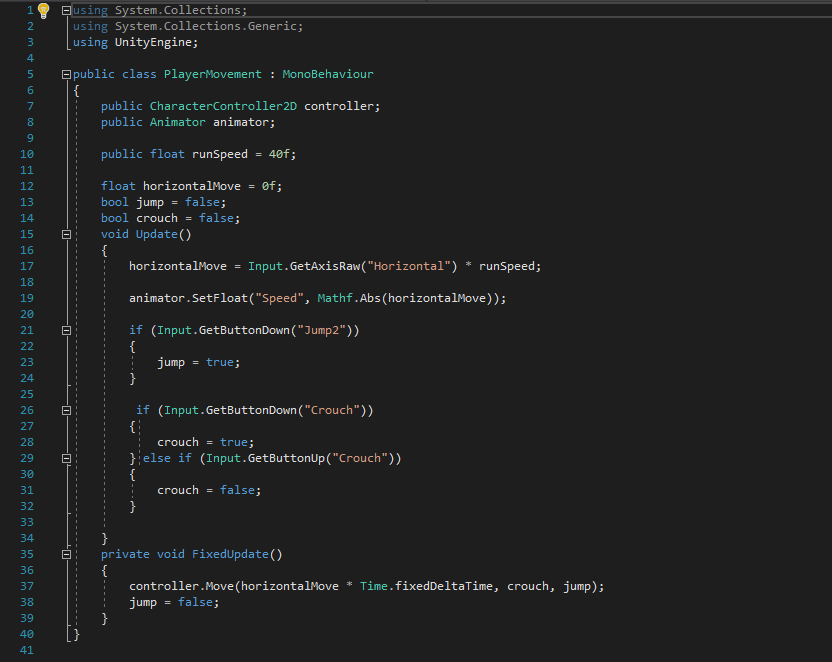 1 using System.Collections;
2 using System.Collections.Generic;
3 using UnityEngine;
4
5 public class PlayerMovement : MonoBehaviour
6 {
7 public CharacterController2D controller;
8 public Animator animator;
9
10 public float runSpeed = 40f;
11
12 float horizontalMove = 0f;
13 bool jump = false;
14 bool crouch = false;
15 void Update()
16 {
17 horizontalMove = Input.GetAxisRaw("Horizontal") * runSpeed;
18
19 animator.SetFloat("Speed", Mathf.Abs(horizontalMove));
20
21 if (Input.GetButtonDown("Jump2"))
22 {
23 jump = true;
24 }
25
26 if (Input.GetButtonDown("Crouch"))
27 {
28 crouch = true;
29 } else if (Input.GetButtonUp("Crouch"))
30 {
31 crouch = false;
32 }
33
34 }
35 private void FixedUpdate()
36 {
37 controller.Move(horizontalMove * Time.fixedDeltaTime, crouch, jump);
38 jump = false;
39 }
40 }
41